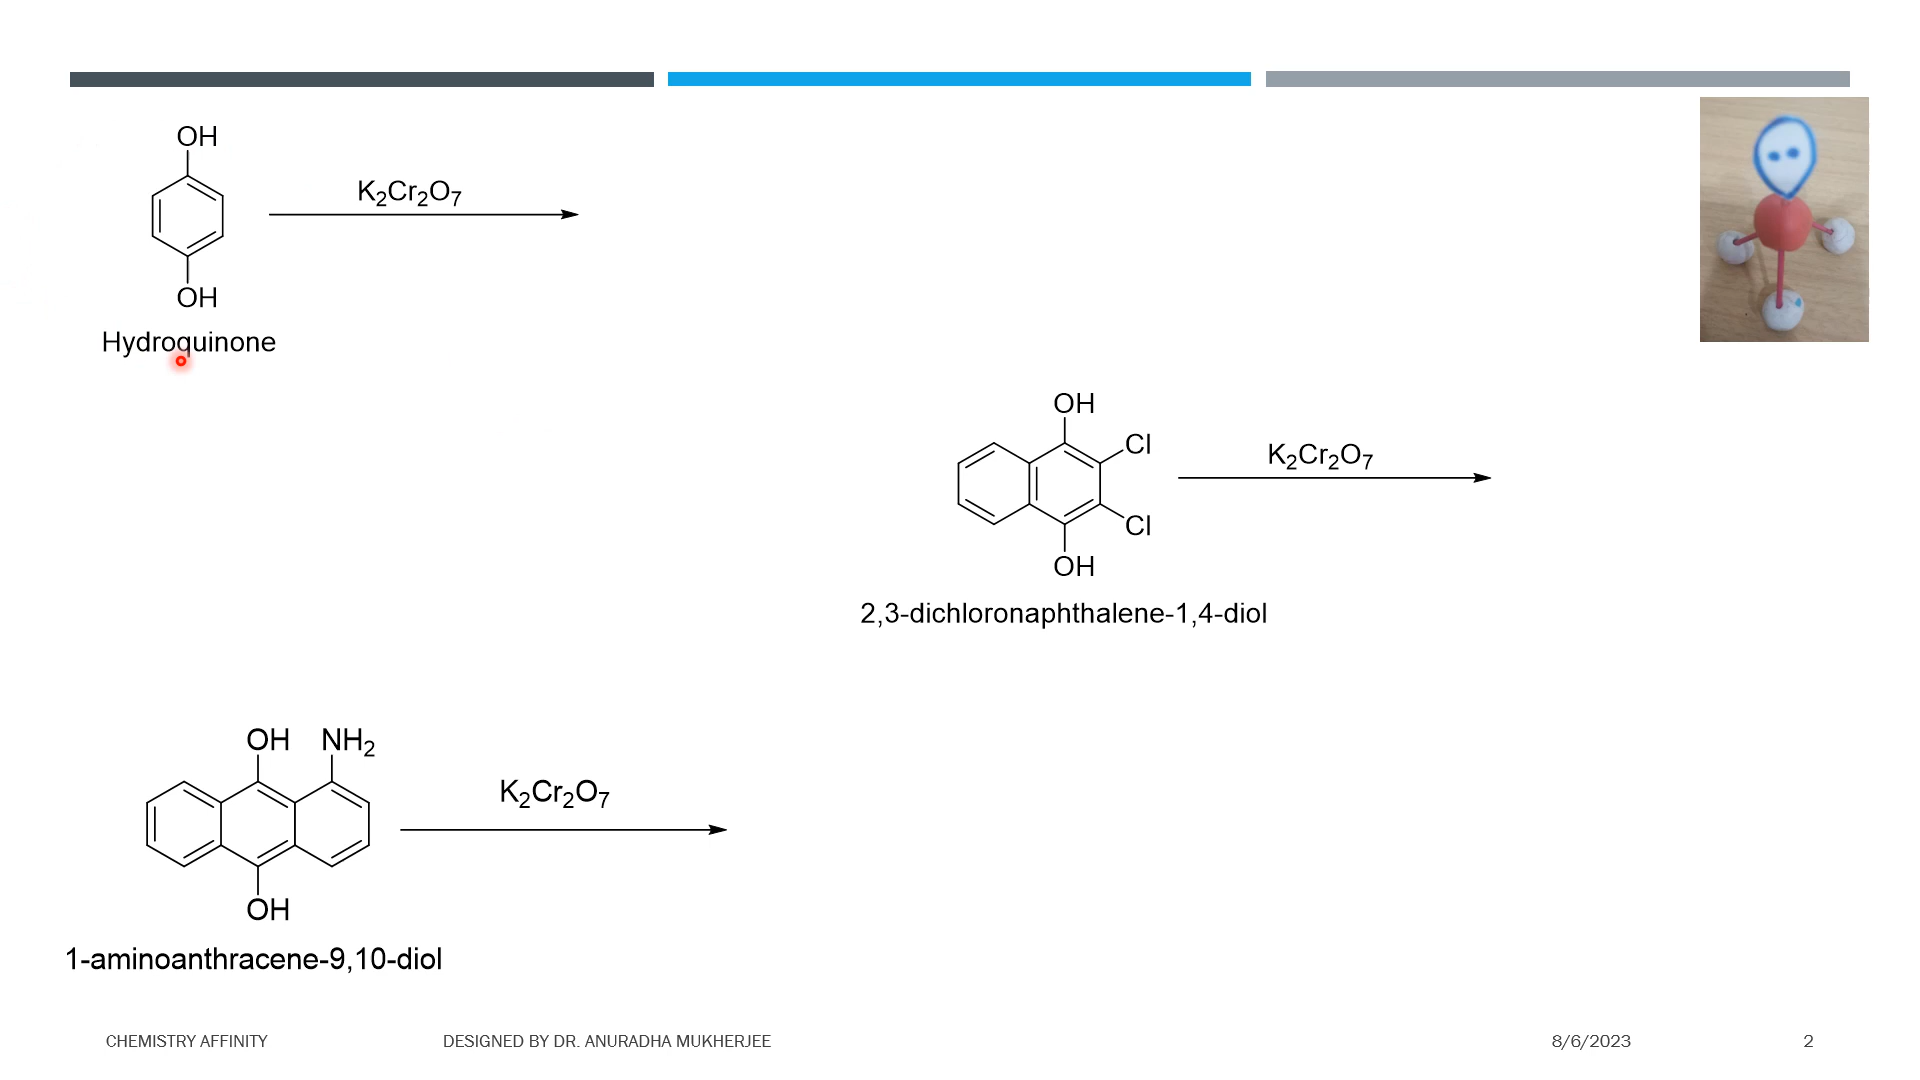 OH
K₂Cr₂O₇
OH
Hydroquinone
OH
Cl
K₂Cr₂O₇
Cl
OH
2,3-dichloronaphthalene-1,4-diol
OH NH₂
K₂Cr₂O₇
OH
1-aminoanthracene-9,10-diol
CHEMISTRY AFFINITY DESIGNED BY DR. ANURADHA MUKHERJEE 8/6/2023 2